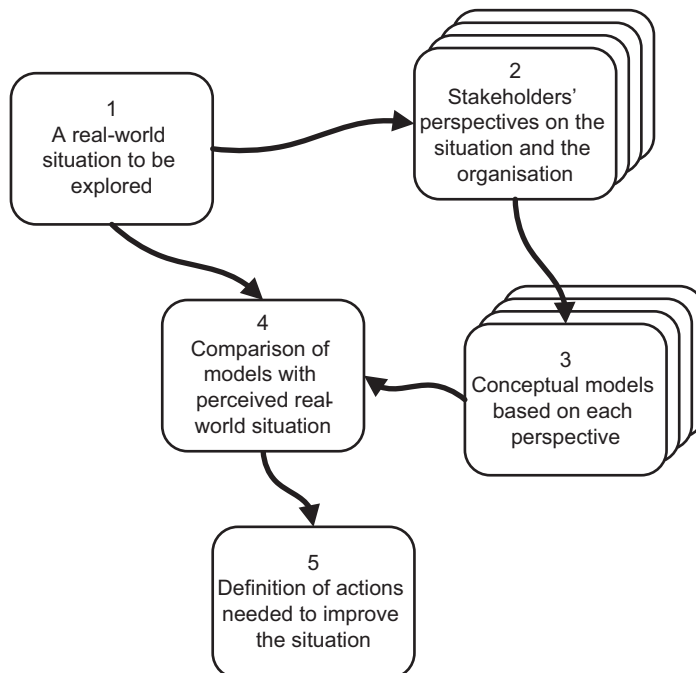 1
A real-world
situation to be
explored
2
Stakeholders’
perspectives on the
situation and the
organisation
3
Conceptual models
based on each
perspective
4
Comparison of
models with
perceived real-
world situation
5
Definition of actions
needed to improve
the situation